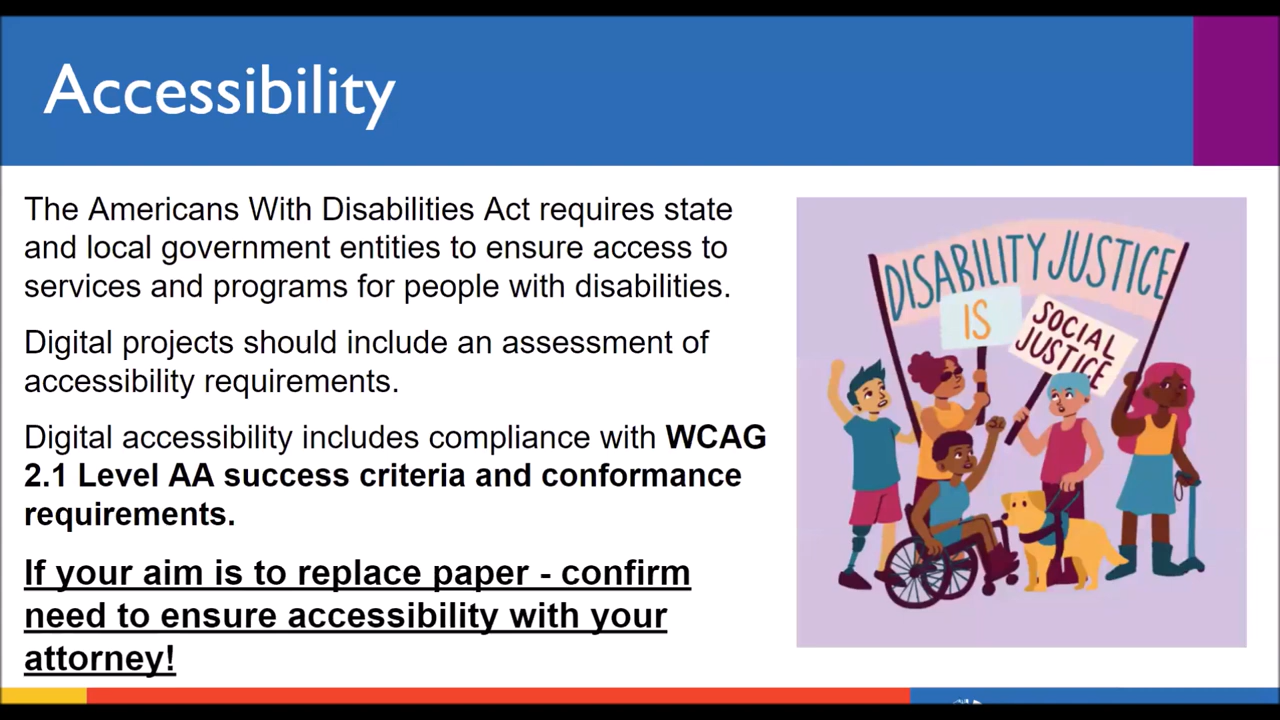 Accessibility
The Americans With Disabilities Act requires state
and local government entities to ensure access to
services and programs for people with disabilities.
Digital projects should include an assessment of
accessibility requirements.
Digital accessibility includes compliance with WCAG
2.1 Level AA success criteria and conformance
requirements.
If your aim is to replace paper - confirm
need to ensure accessibility with your
attorney!
DISABILITY JUSTICE
IS
SOCIAL
JUSTICE